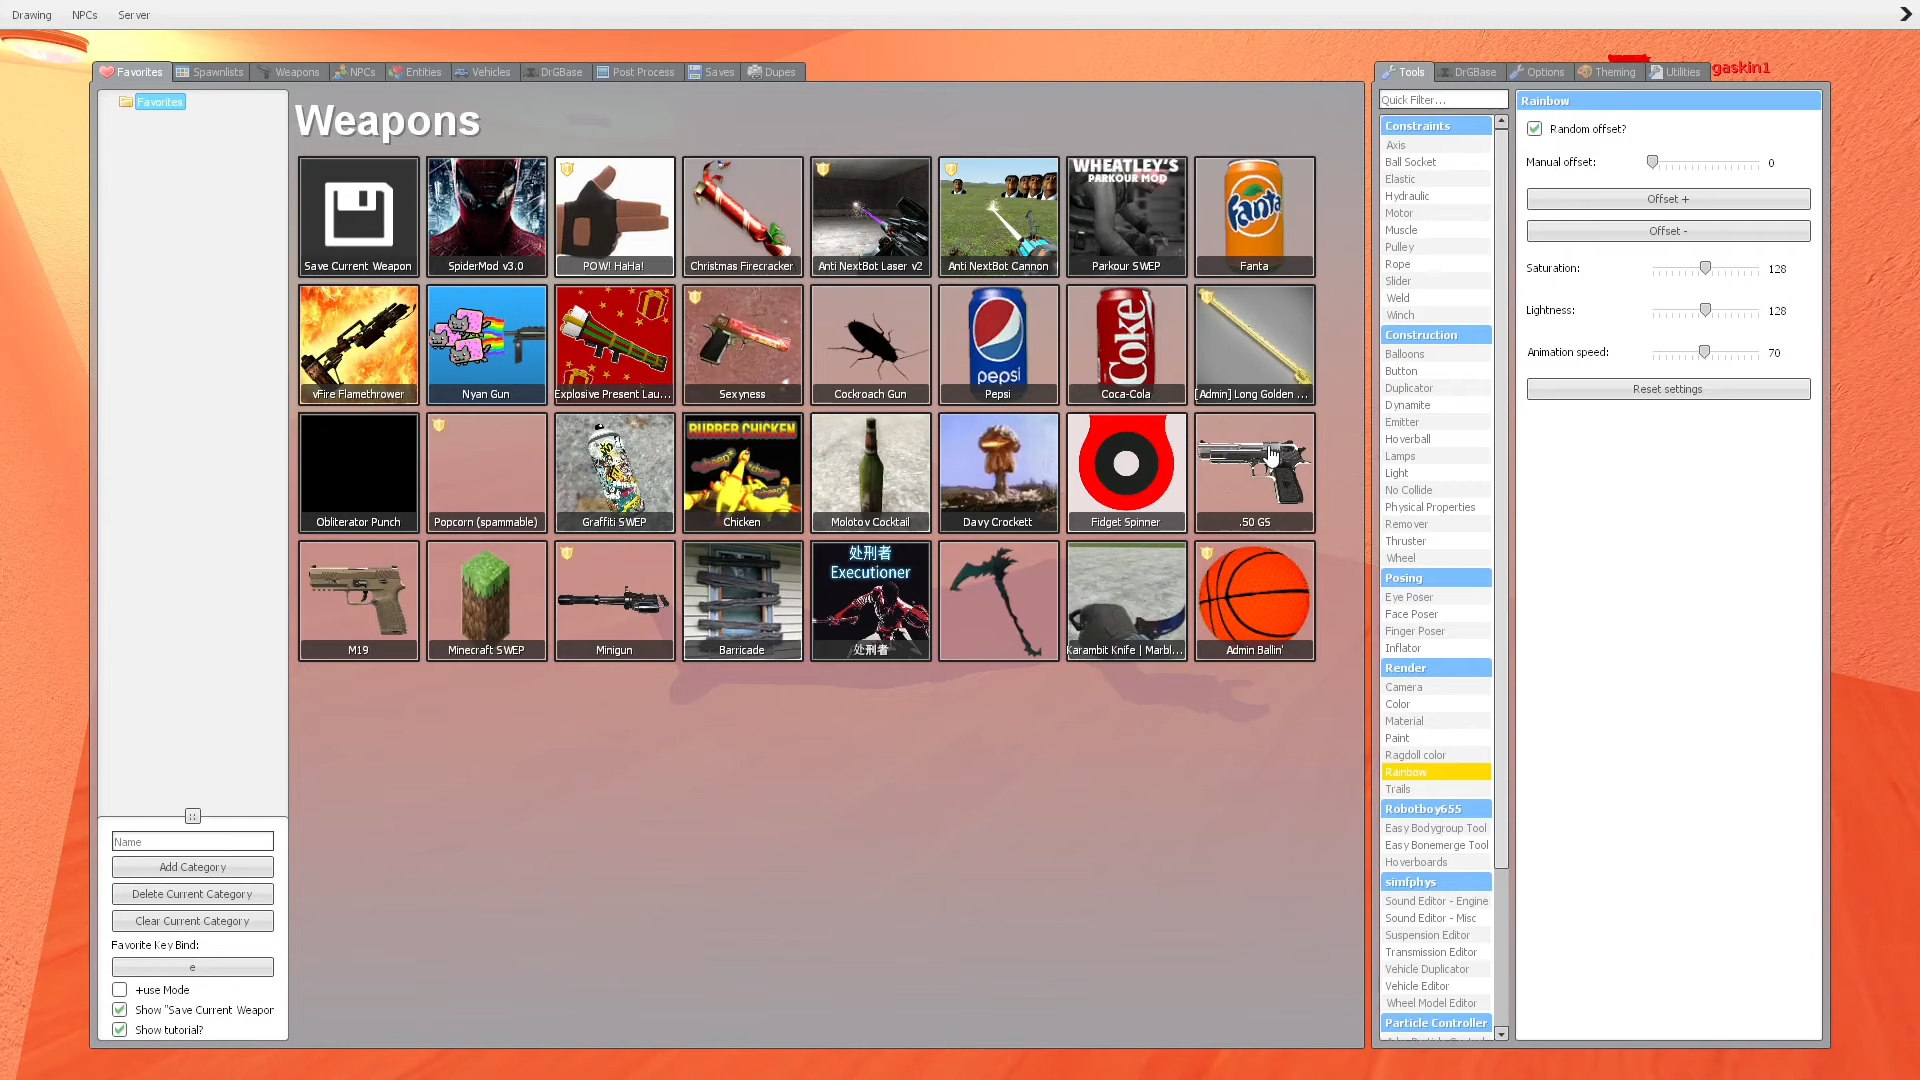 Drawing NPCs Server
gaskin1
Favorites Spawnlists Weapons NPCs Entities Vehicles DrGBase Post Process Saves Dupes
Favorites
Weapons
WHEATLEY'S
PARKOUR MOD
Fanta
Save Current Weapon
SpiderMod v3.0
POW! HaHa!
Christmas Firecracker
Anti NextBot Laser v2
Anti NextBot Cannon
Parkour SWEP
Fanta
pepsi
Coke
vFire Flamethrower
Nyan Gun
Explosive Present Lau...
Sexyness
Cockroach Gun
Pepsi
Coca-Cola
[Admin] Long Golden ...
RUBBER CHICKEN
Obliterator Punch
Popcorn (spammable)
Graffiti SWEP
Chicken
Molotov Cocktail
Davy Crockett
Fidget Spinner
.50 GS
处刑者
Executioner
M19
Minecraft SWEP
Minigun
Barricade
处刑者
Karambit Knife | Marbl...
Admin Ballin'
Name
Add Category
Delete Current Category
Clear Current Category
Favorite Key Bind:
e
+use Mode
Show "Save Current Weapor
Show tutorial?
Tools DrGBase Options Theming Utilities
Quick Filter...
Constraints
Axis
Ball Socket
Elastic
Hydraulic
Motor
Muscle
Pulley
Rope
Slider
Weld
Winch
Construction
Balloons
Button
Duplicator
Dynamite
Emitter
Hoverball
Lamps
Light
No Collide
Physical Properties
Remover
Thruster
Wheel
Posing
Eye Poser
Face Poser
Finger Poser
Inflator
Render
Camera
Color
Material
Paint
Ragdoll color
Rainbow
Trails
Robotboy655
Easy Bodygroup Tool
Easy Bonemerge Tool
Hoverboards
simfphys
Sound Editor - Engine
Sound Editor - Misc
Suspension Editor
Transmission Editor
Vehicle Duplicator
Vehicle Editor
Wheel Model Editor
Particle Controller
Rainbow
Random offset?
Manual offset: 0
Offset +
Offset -
Saturation: 128
Lightness: 128
Animation speed: 70
Reset settings